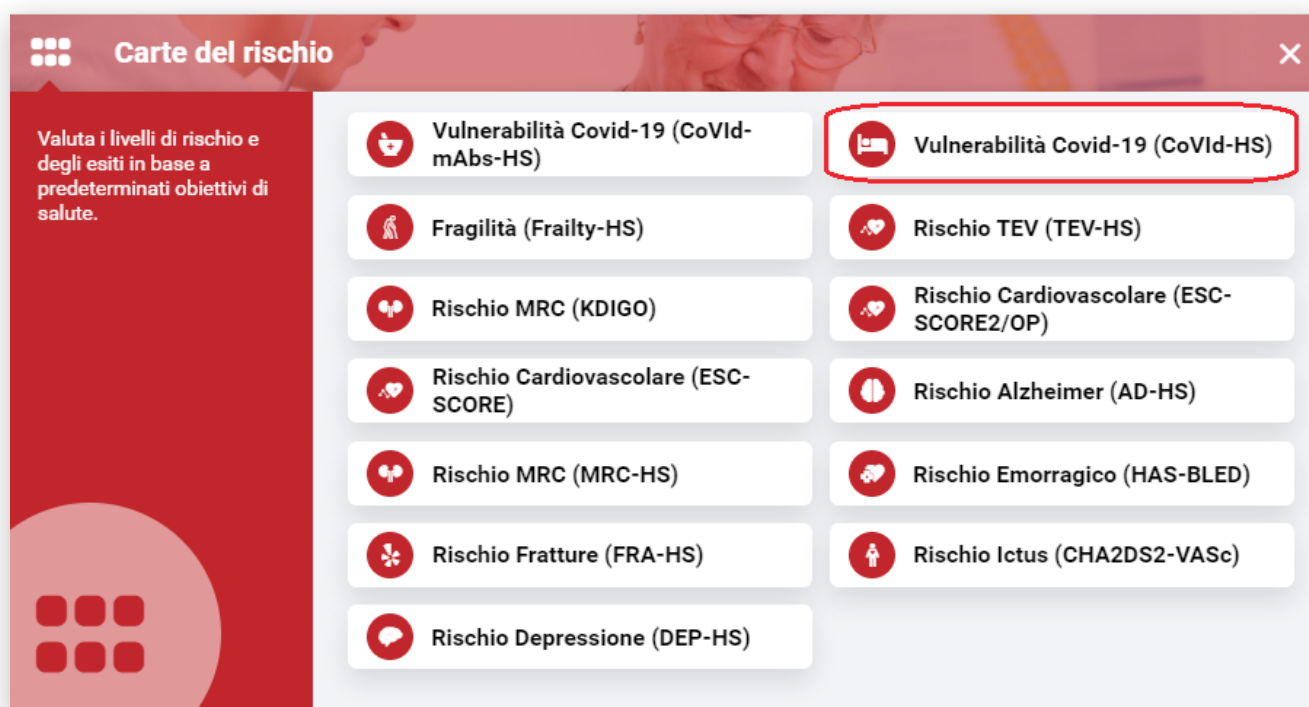 Carte del rischio
Valuta i livelli di rischio e
degli esiti in base a
predeterminati obiettivi di
salute.
Vulnerabilità Covid-19 (CoVId-
mAbs-HS)
Vulnerabilità Covid-19 (CoVId-HS)
Fragilità (Frailty-HS)
Rischio TEV (TEV-HS)
Rischio MRC (KDIGO)
Rischio Cardiovascolare (ESC-
SCORE2/OP)
Rischio Cardiovascolare (ESC-
SCORE)
Rischio Alzheimer (AD-HS)
Rischio MRC (MRC-HS)
Rischio Emorragico (HAS-BLED)
Rischio Fratture (FRA-HS)
Rischio Ictus (CHA2DS2-VASc)
Rischio Depressione (DEP-HS)